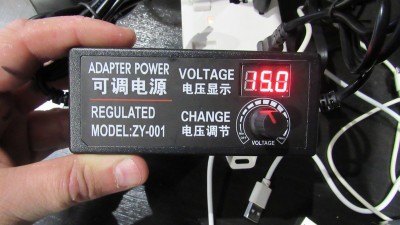 ADAPTER POWER
可调电源
REGULATED
MODEL:ZY-001
VOLTAGE
电压显示
15.0
CHANGE
电压调节
VOLTAGE